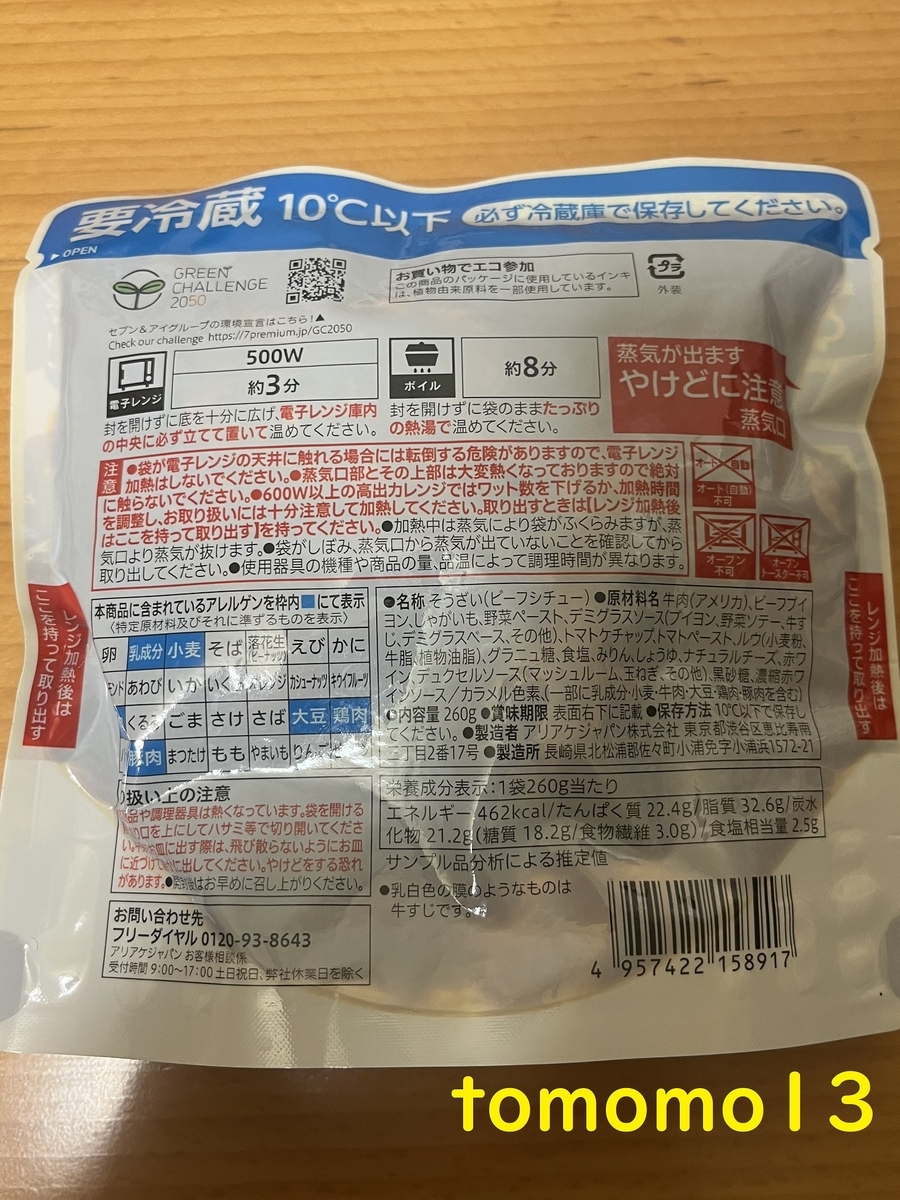 要冷蔵 10℃以下 必ず冷蔵庫で保存してください。
▶OPEN
GREEN
CHALLENGE
2050
お買い物でエコ参加
この商品のパッケージに使用しているインキ
は、植物由来原料を一部使用しています。
プラ
外装
セブン&アイグループの環境宣言はこちら!▲
Check our challenge https://7premium.jp/GC2050
電子レンジ
500W
約3分
封を開けずに底を十分に広げ、電子レンジ庫内
の中央に必ず立てて置いて温めてください。
ボイル
約8分
封を開けずに袋のままたっぷり
の熱湯で温めてください。
蒸気が出ます
やけどに注意
蒸気口
注意
●袋が電子レンジの天井に触れる場合には転倒する危険がありますので、電子レンジ
加熱はしないでください。●蒸気口部とその上部は大変熱くなっておりますので絶対
に触らないでください。●600W以上の高出力レンジではワット数を下げるか、加熱時間
を調整し、お取り扱いには十分注意して加熱してください。取り出すときは【レンジ加熱後
はここを持って取り出す】を持ってください。●加熱中は蒸気により袋がふくらみますが、蒸
気口より蒸気が抜けます。●袋がしぼみ、蒸気口から蒸気が出ていないことを確認してから
取り出してください。●使用器具の機種や商品の量、品温によって調理時間が異なります。
オート(自動)
不可
オーブン
不可
オーブン
トースター不可
レンジ加熱後は
ここを持って取り出す
レンジ加熱後は
ここを持って取り出す
本商品に含まれているアレルゲンを枠内■にて表示
〈特定原材料及びそれに準ずるものを表示〉
卵 乳成分 小麦 そば 落花生(ピーナッツ) えび かに
ンド あわび いか いくら オレンジ カシューナッツ キウイフルーツ
くるみ ごま さけ さば 大豆 鶏肉
豚肉 まつたけ もも やまいも りんご
●名称 そうざい(ビーフシチュー) ●原材料名 牛肉(アメリカ)、ビーフブイ
ヨン、じゃがいも、野菜ペースト、デミグラスソース(ブイヨン、野菜ソテー、牛す
じ、デミグラスベース、その他)、トマトケチャップ、トマトペースト、ルウ(小麦粉、
牛脂、植物油脂)、グラニュ糖、食塩、みりん、しょうゆ、ナチュラルチーズ、赤ワ
イン、デュクセルソース(マッシュルーム、玉ねぎ、その他)、黒砂糖、濃縮赤ワ
インソース/カラメル色素、(一部に乳成分・小麦・牛肉・大豆・鶏肉・豚肉を含む)
●内容量 260g ●賞味期限 表面右下に記載 ●保存方法 10℃以下で保存し
てください。●製造者 アリアケジャパン株式会社 東京都渋谷区恵比寿南
三丁目2番17号 ●製造所 長崎県北松浦郡佐々町小浦免字小浦浜1572-21
栄養成分表示:1袋260g当たり
エネルギー 462kcal/たんぱく質 22.4g/脂質 32.6g/炭水
化物 21.2g(糖質 18.2g/食物繊維 3.0g)/食塩相当量 2.5g
サンプル品分析による推定値
●乳白色の膜のようなものは
牛すじです。
扱い上の注意
品や調理器具は熱くなっています。袋を開ける
の口を上にしてハサミ等で切り開いてくださ
お皿に出す際は、飛び散らないようにお皿
に近づけて に出してください。やけどをする恐れ
があります。●開封後はお早めに召し上がりください。
お問い合わせ先
フリーダイヤル 0120-93-8643
アリアケジャパン お客様相談係
受付時間 9:00〜17:00 土日祝日、弊社休業日を除く
4 957422 158917
tomomo13